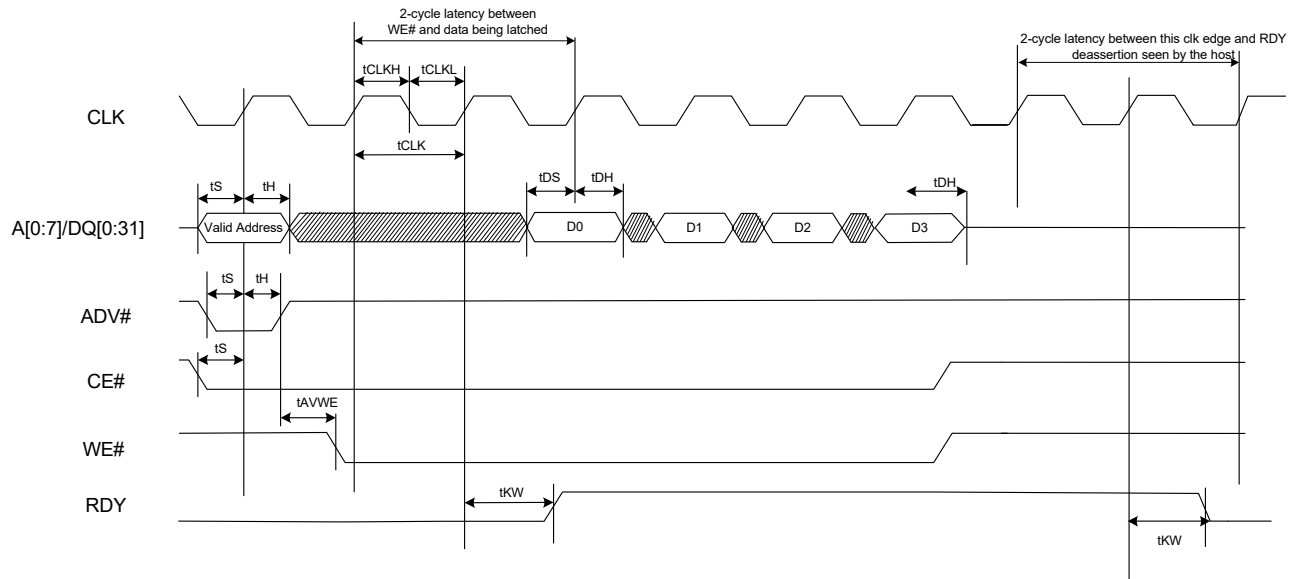 2-cycle latency between
WE# and data being latched
2-cycle latency between this clk edge and RDY
deassertion seen by the host
tCLKH
tCLKL
CLK
tCLK
tS
tH
tDS
tDH
tDH
A[0:7]/DQ[0:31]
Valid Address
D0
D1
D2
D3
tS
tH
ADV#
tS
CE#
tAVWE
WE#
tKW
RDY
tKW